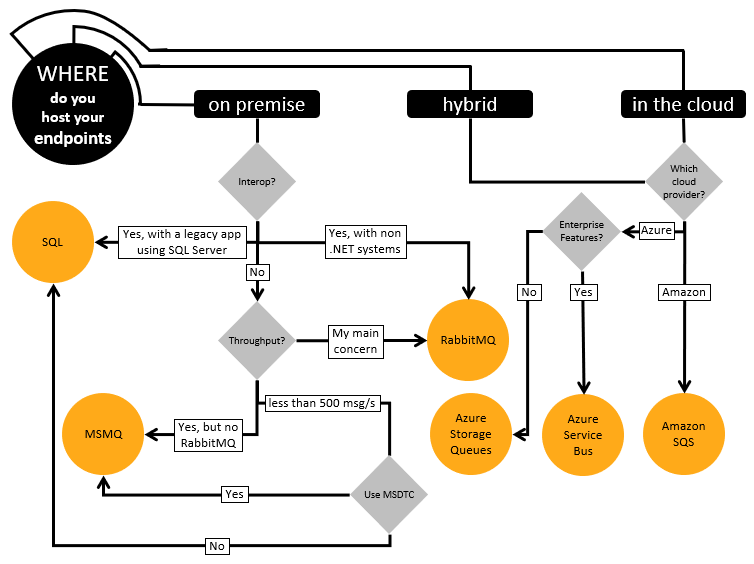 WHERE
do you
host your
endpoints
on premise
hybrid
in the cloud
Interop?
Which
cloud
provider?
Yes, with a legacy app
using SQL Server
Yes, with non
.NET systems
Enterprise
Features?
Azure
SQL
No
No
Yes
Amazon
Throughput?
My main
concern
RabbitMQ
less than 500 msg/s
MSMQ
Yes, but no
RabbitMQ
Azure
Storage
Queues
Azure
Service
Bus
Amazon
SQS
Yes
Use MSDTC
No